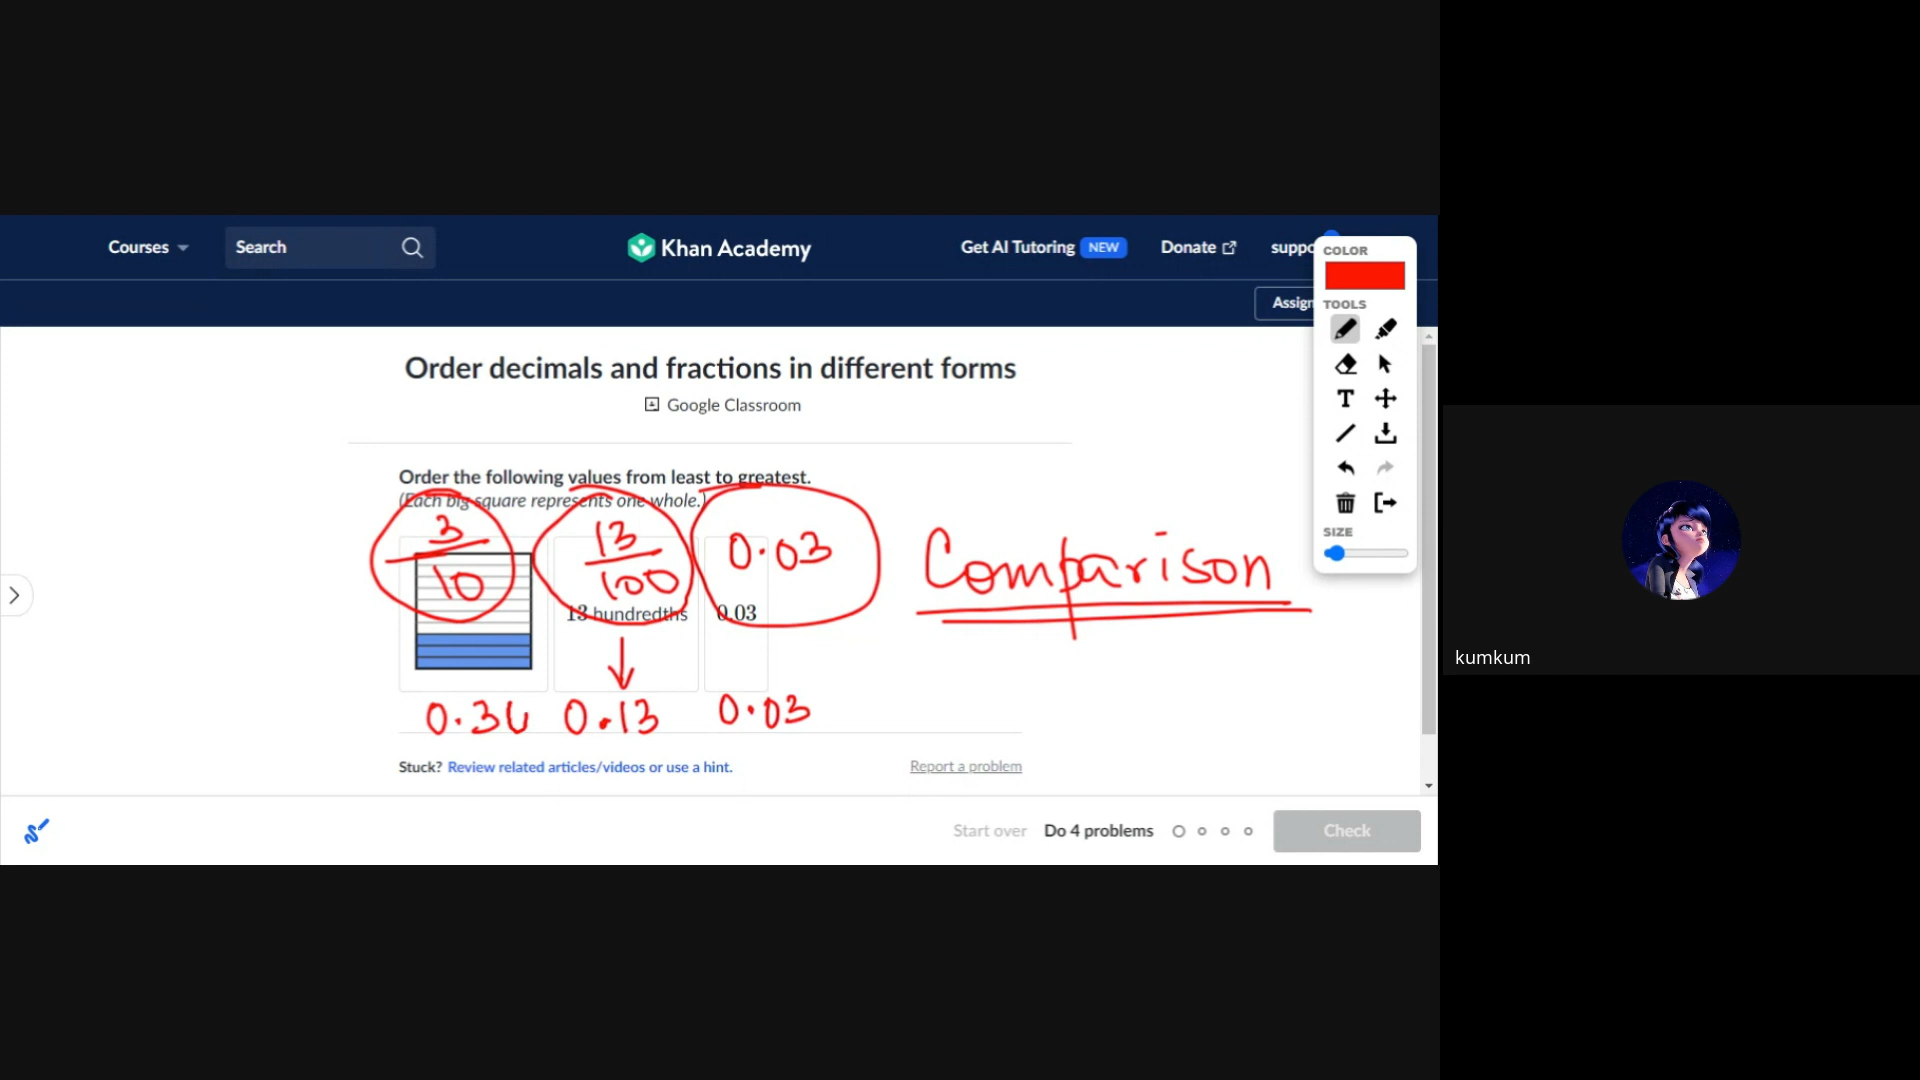 Courses
Search
Khan Academy
Get AI Tutoring NEW
Donate
suppo
Assign
COLOR
TOOLS
T
SIZE
Order decimals and fractions in different forms
Google Classroom
Order the following values from least to greatest.
(Each big square represents one whole.)
3/10
13/100
0.03
Comparison
13 hundredths
0.03
0.13
0.03
Stuck? Review related articles/videos or use a hint.
Report a problem
Start over
Do 4 problems
Check
kumkum